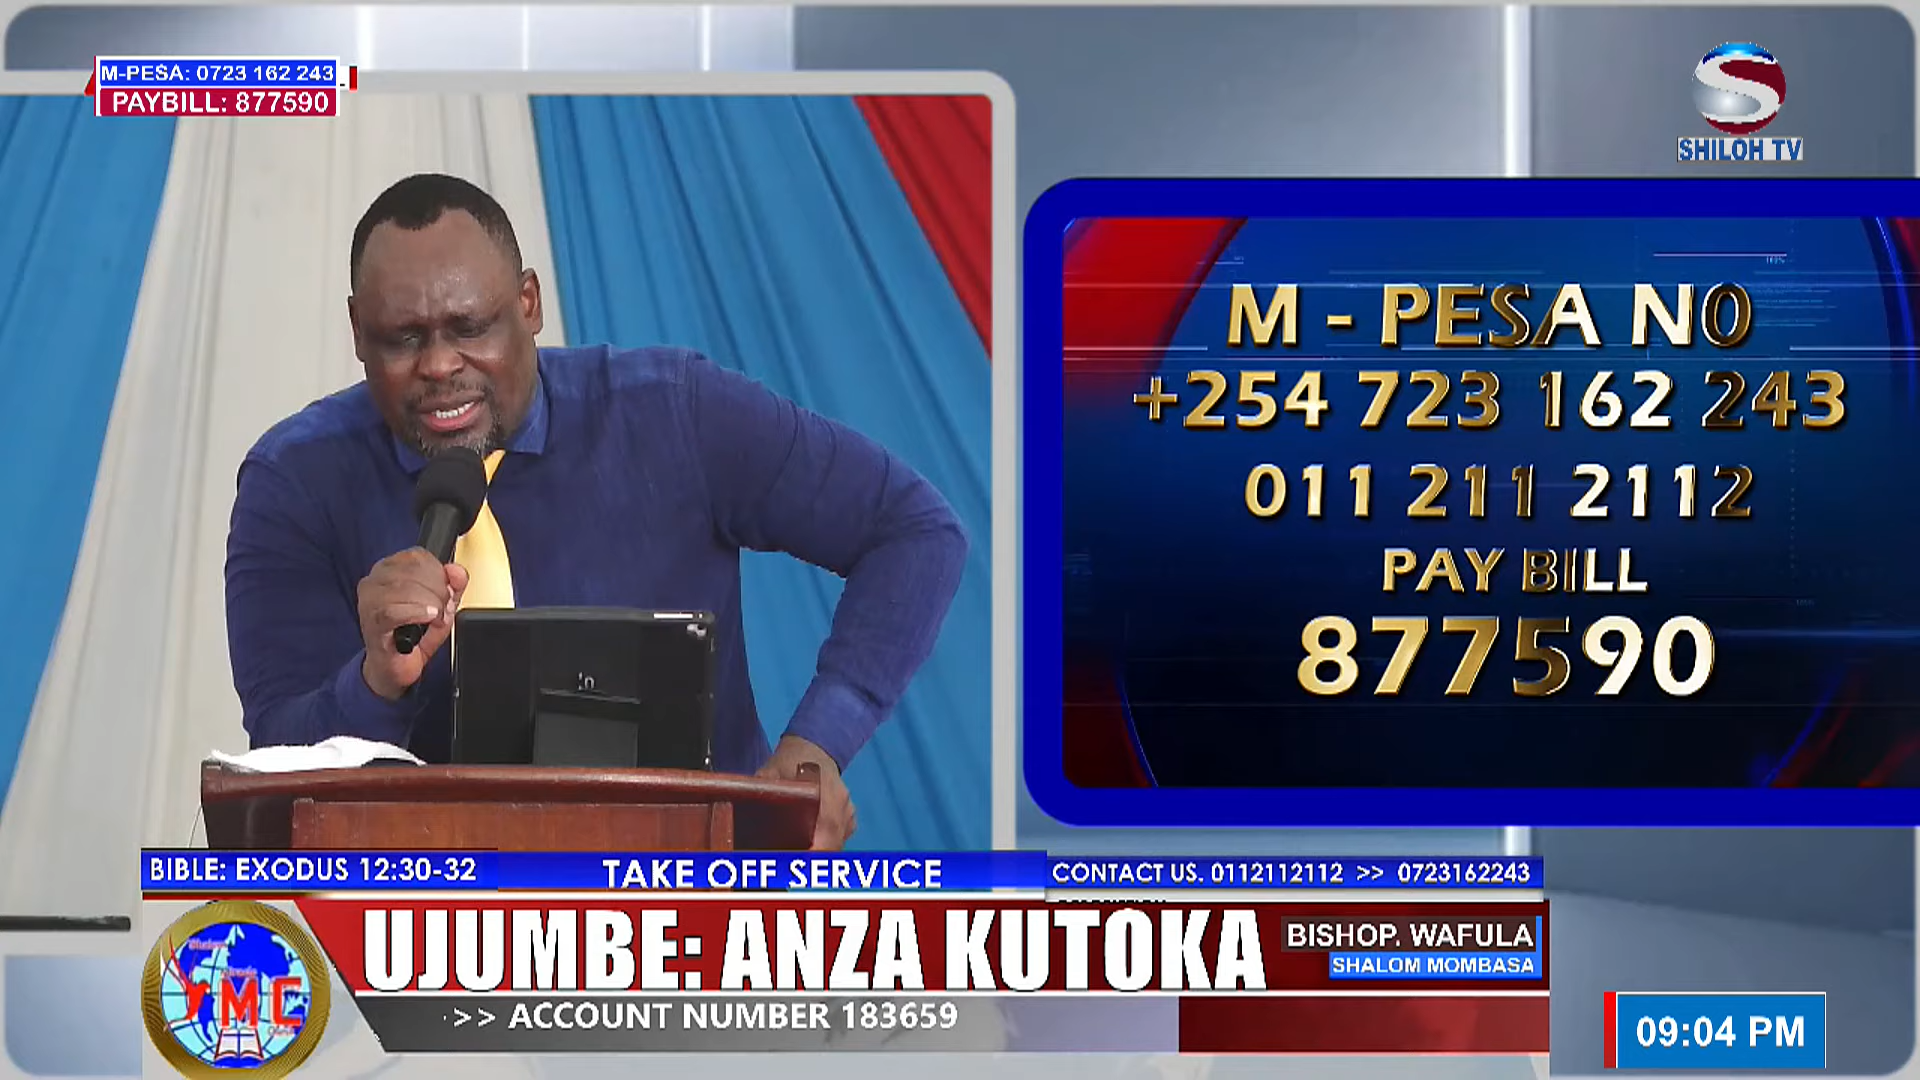 M-PESA: 0723 162 243
PAYBILL: 877590
SHILOH TV
M - PESA NO
+254 723 162 243
011 211 2112
PAY BILL
877590
BIBLE: EXODUS 12:30-32
TAKE OFF SERVICE
CONTACT US. 0112112112 >> 0723162243
UJUMBE: ANZA KUTOKA
BISHOP. WAFULA
SHALOM MOMBASA
MC
>> ACCOUNT NUMBER 183659
09:04 PM